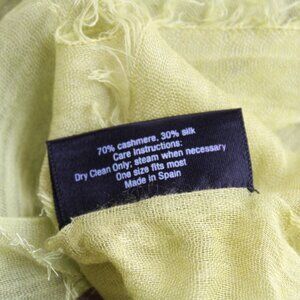 70% cashmere, 30% silk
Care Instructions:
Dry Clean Only; steam when necessary
One size fits most
Made in Spain